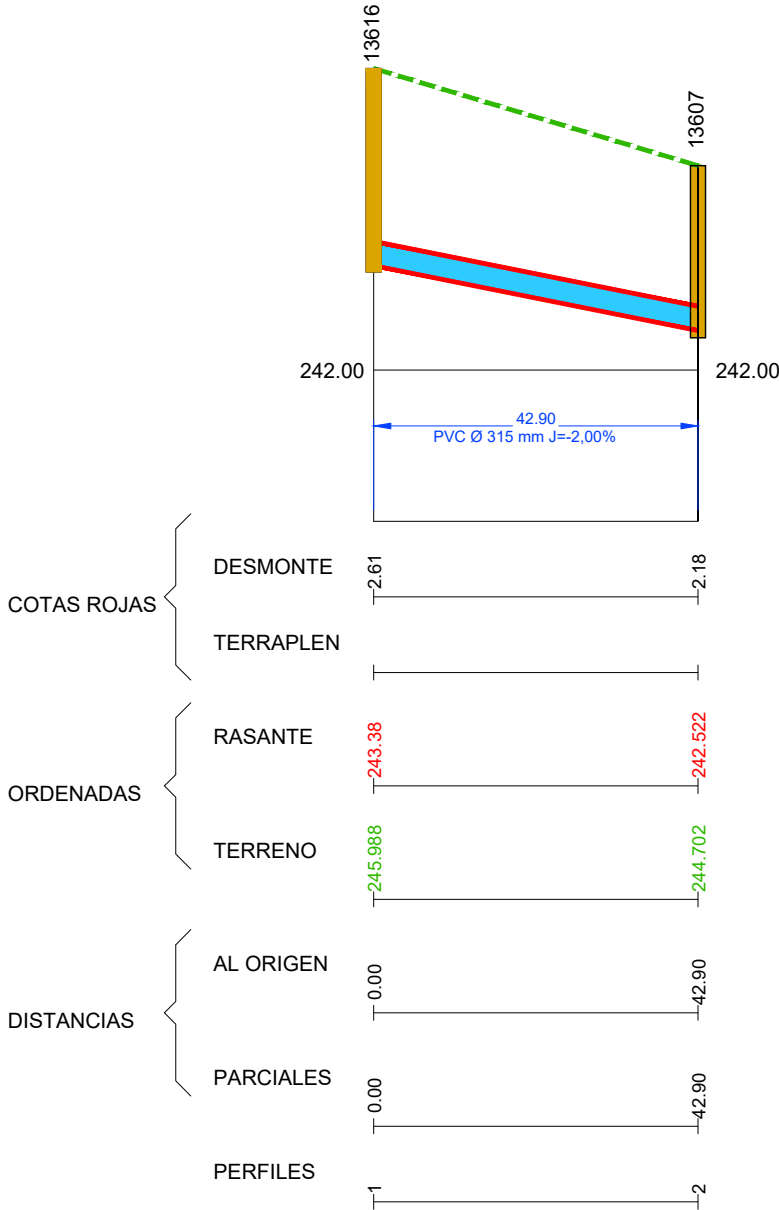 13616
13607
242.00
242.00
42.90
PVC Ø 315 mm J=-2,00%
COTAS ROJAS
DESMONTE
2.61
2.18
TERRAPLEN
ORDENADAS
RASANTE
243.38
242.522
TERRENO
245.988
244.702
DISTANCIAS
AL ORIGEN
0.00
42.90
PARCIALES
0.00
42.90
PERFILES
1
2